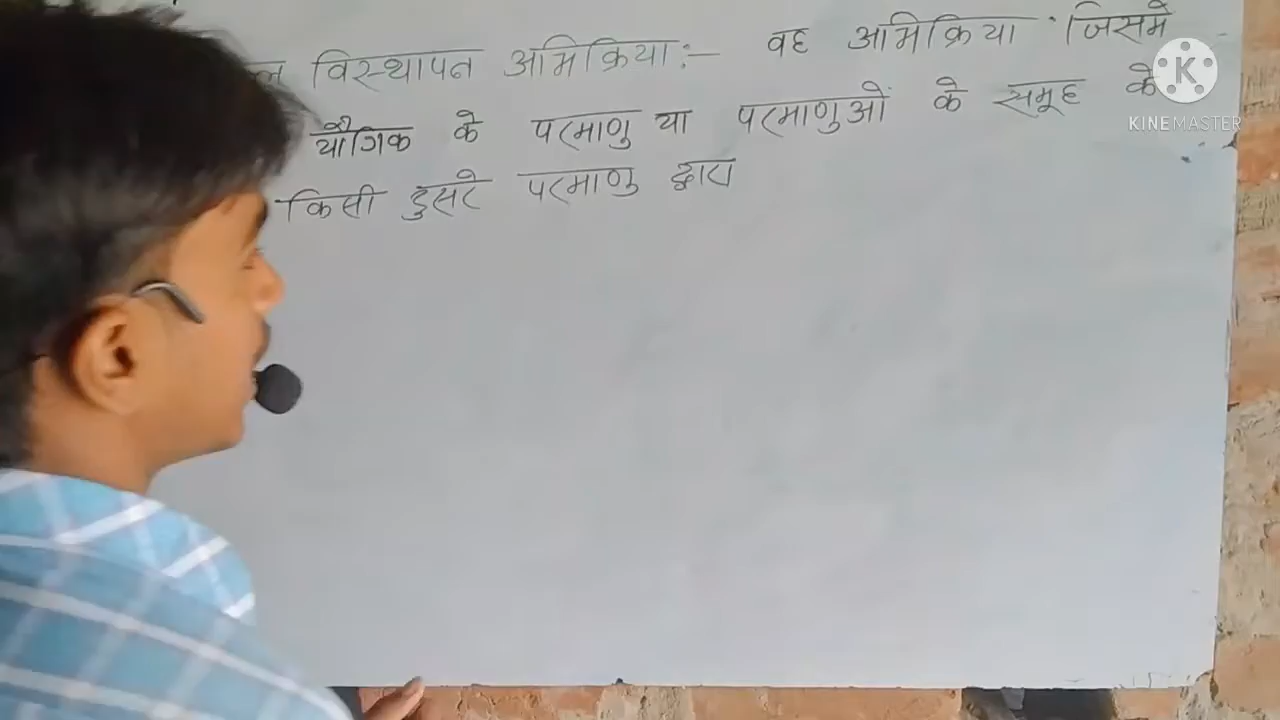 विस्थापन अभिक्रिया:- वह अभिक्रिया जिसमे
यौगिक के परमाणु या परमाणुओं के समूह के
किसी दुसरे परमाणु द्वारा
KINEMASTER